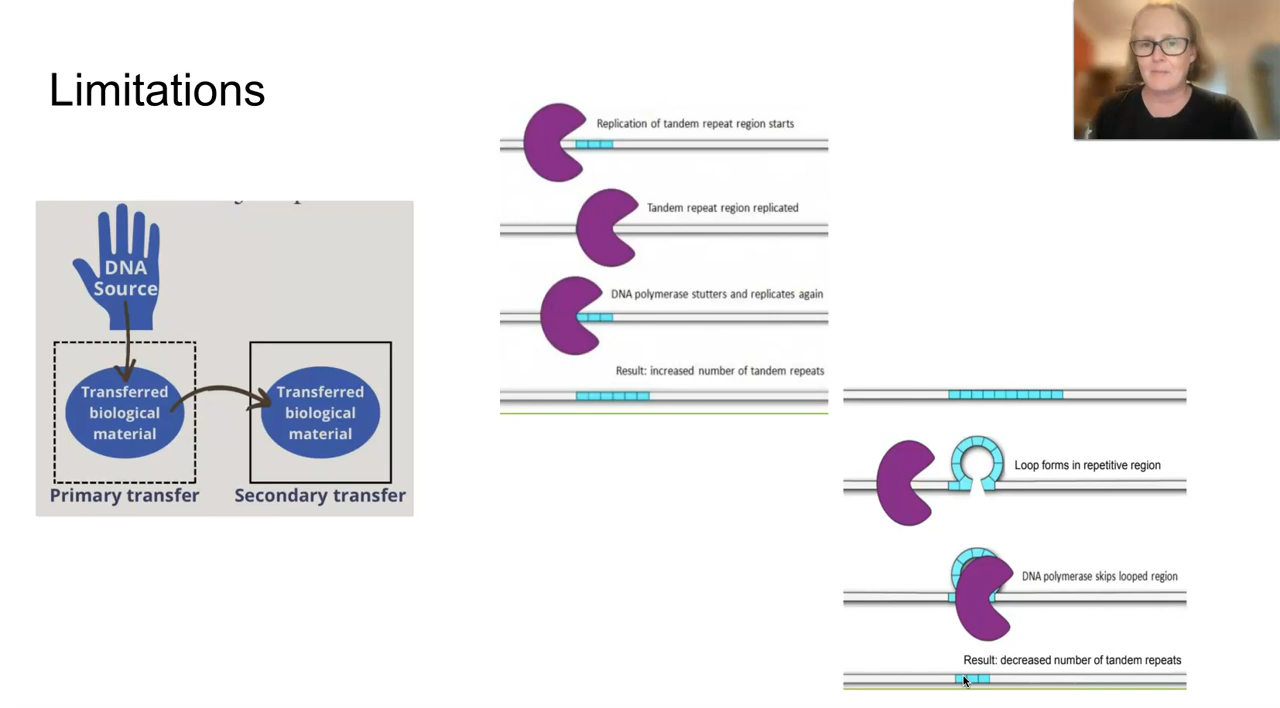 Limitations
DNA
Source
Transferred
biological
material
Transferred
biological
material
Primary transfer
Secondary transfer
Replication of tandem repeat region starts
Tandem repeat region replicated
DNA polymerase stutters and replicates again
Result: increased number of tandem repeats
Loop forms in repetitive region
DNA polymerase skips looped region
Result: decreased number of tandem repeats